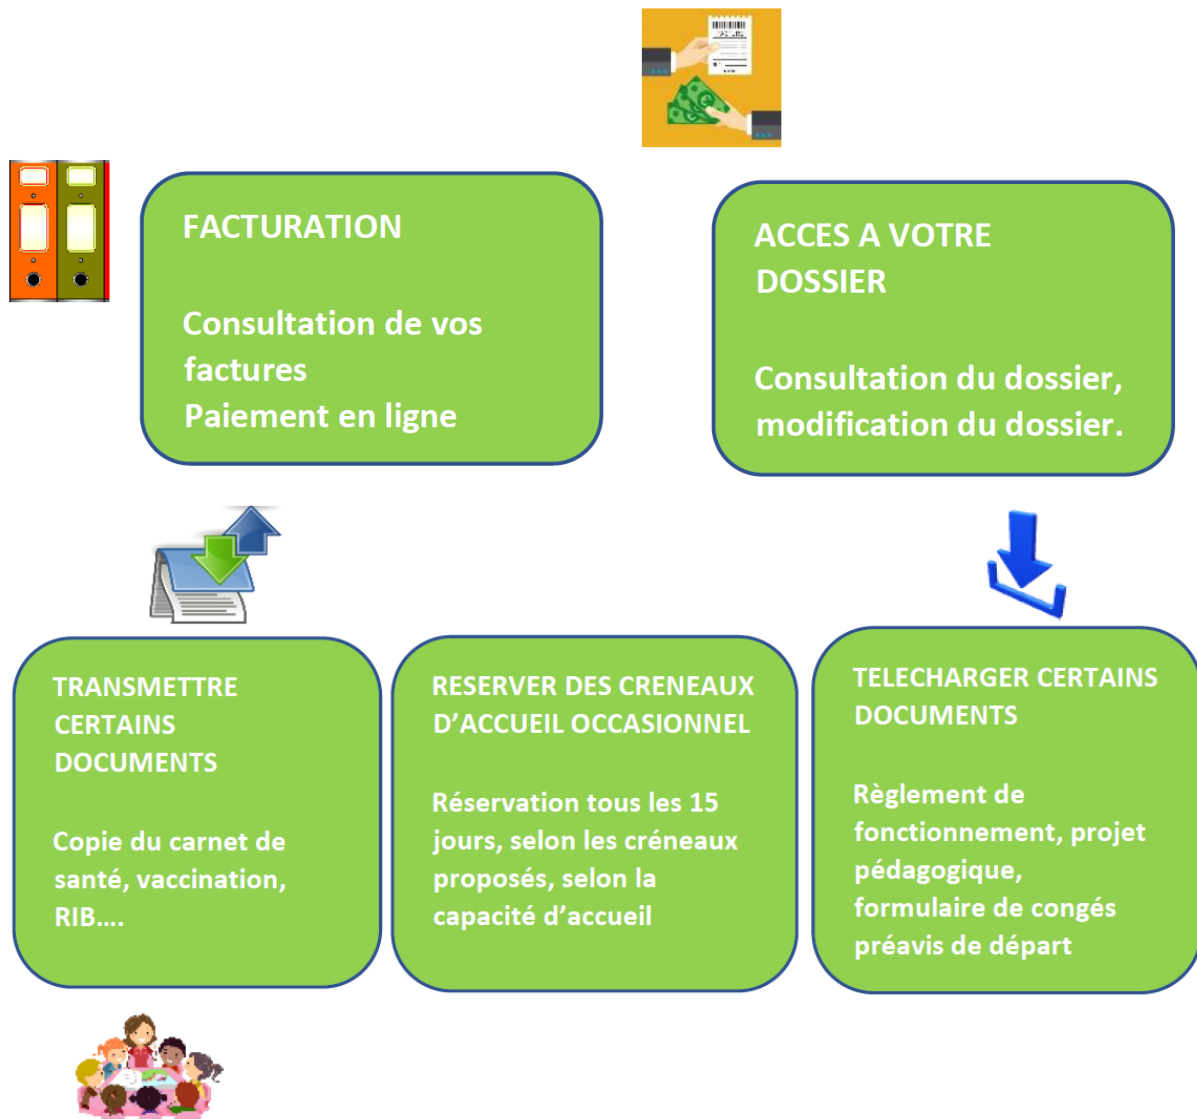 FACTURE
FACTURATION
Consultation de vos
factures
Paiement en ligne
ACCES A VOTRE
DOSSIER
Consultation du dossier,
modification du dossier.
TRANSMETTRE
CERTAINS
DOCUMENTS
Copie du carnet de
santé, vaccination,
RIB….
RESERVER DES CRENEAUX
D’ACCUEIL OCCASIONNEL
Réservation tous les 15
jours, selon les créneaux
proposés, selon la
capacité d’accueil
TELECHARGER CERTAINS
DOCUMENTS
Règlement de
fonctionnement, projet
pédagogique,
formulaire de congés
préavis de départ